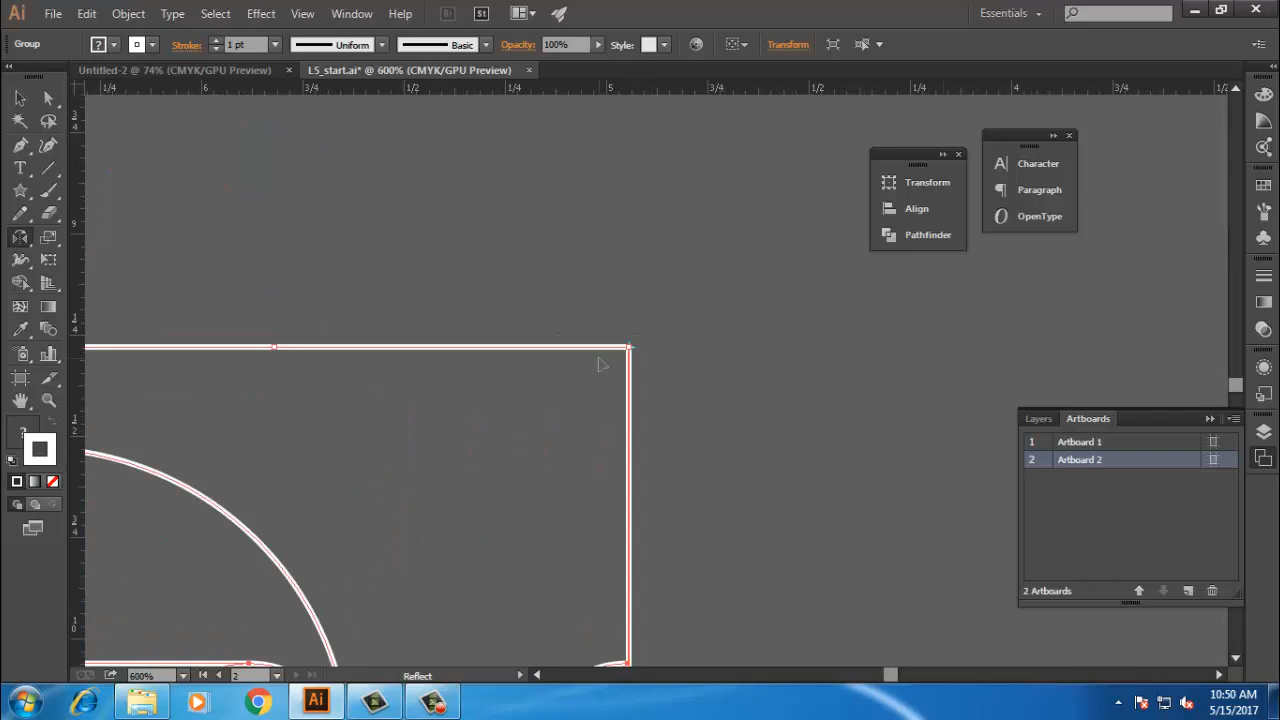 Ai File Edit Object Type Select Effect View Window Help Br St Essentials
Group ? Stroke: 1 pt Uniform Basic Opacity: 100% Style: Transform
Untitled-2 @ 74% (CMYK/GPU Preview) × L5_start.ai* @ 600% (CMYK/GPU Preview) ×
1/4 6 3/4 1/2 1/4 5 3/4 1/2 1/4 4 3/4
Character
Transform
Paragraph
Align
OpenType
Pathfinder
Layers Artboards
1 Artboard 1
2 Artboard 2
2 Artboards
600% 2 Reflect
Ai 10:50 AM
5/15/2017